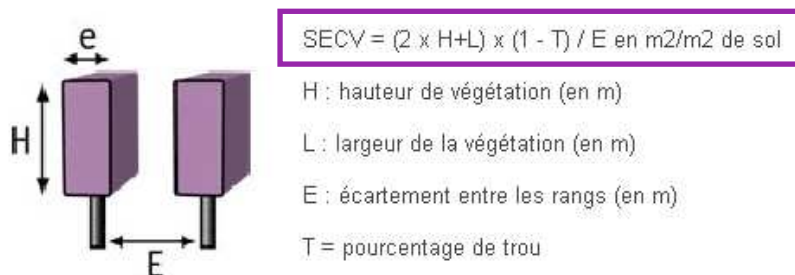 e
H
E
SECV = (2 x H+L) x (1 - T) / E en m2/m2 de sol
H : hauteur de végétation (en m)
L : largeur de la végétation (en m)
E : écartement entre les rangs (en m)
T = pourcentage de trou